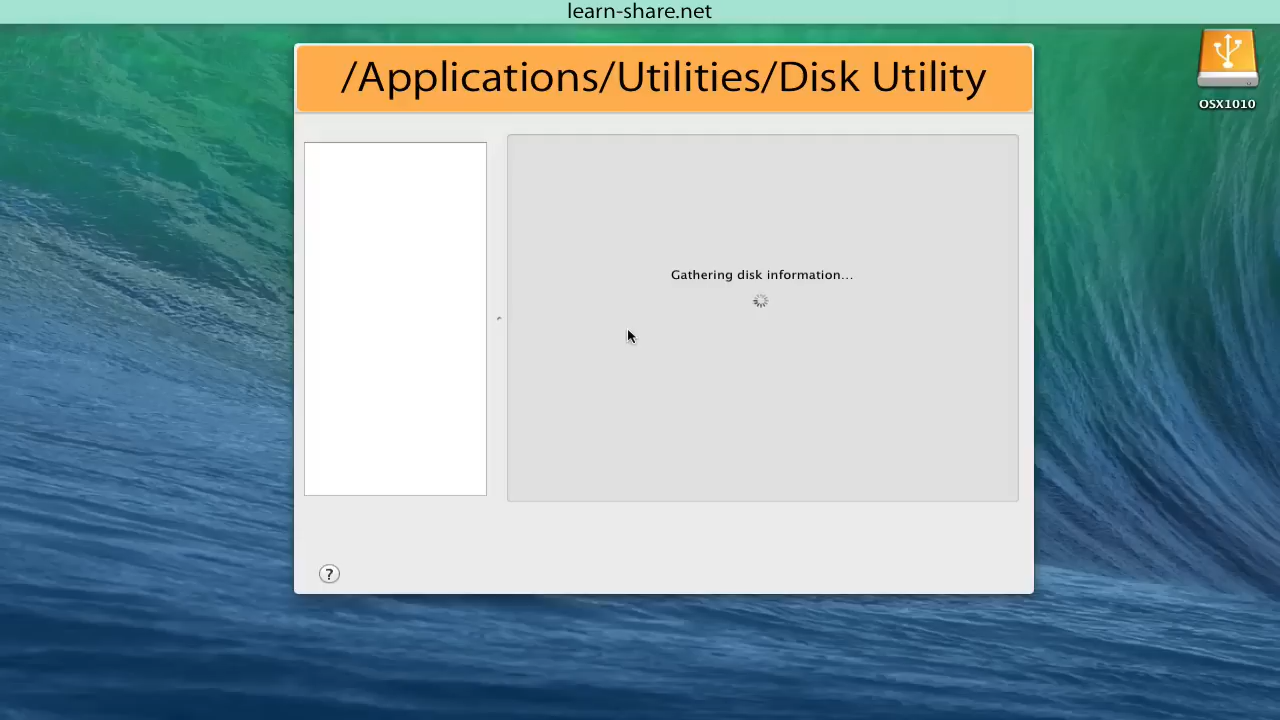 learn-share.net
/Applications/Utilities/Disk Utility
OSX1010
Gathering disk information...
?